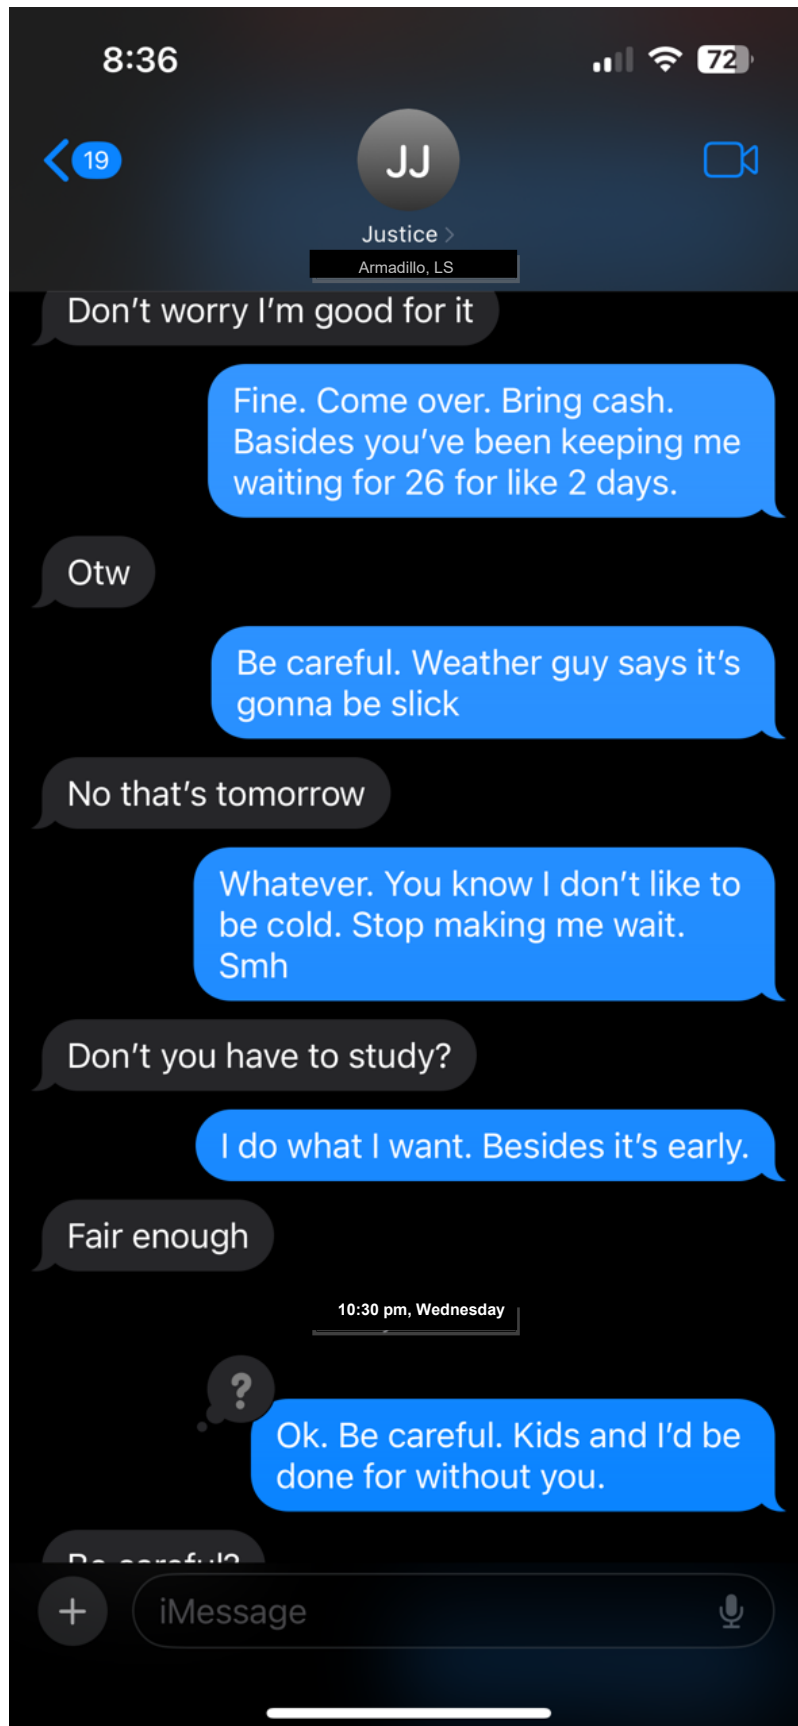 8:36
72
19
JJ
Justice
Armadillo, LS
Don't worry I'm good for it
Fine. Come over. Bring cash.
Basides you've been keeping me
waiting for 26 for like 2 days.
Otw
Be careful. Weather guy says it's
gonna be slick
No that's tomorrow
Whatever. You know I don't like to
be cold. Stop making me wait.
Smh
Don't you have to study?
I do what I want. Besides it's early.
Fair enough
10:30 pm, Wednesday
?
Ok. Be careful. Kids and I'd be
done for without you.
Be careful?
iMessage